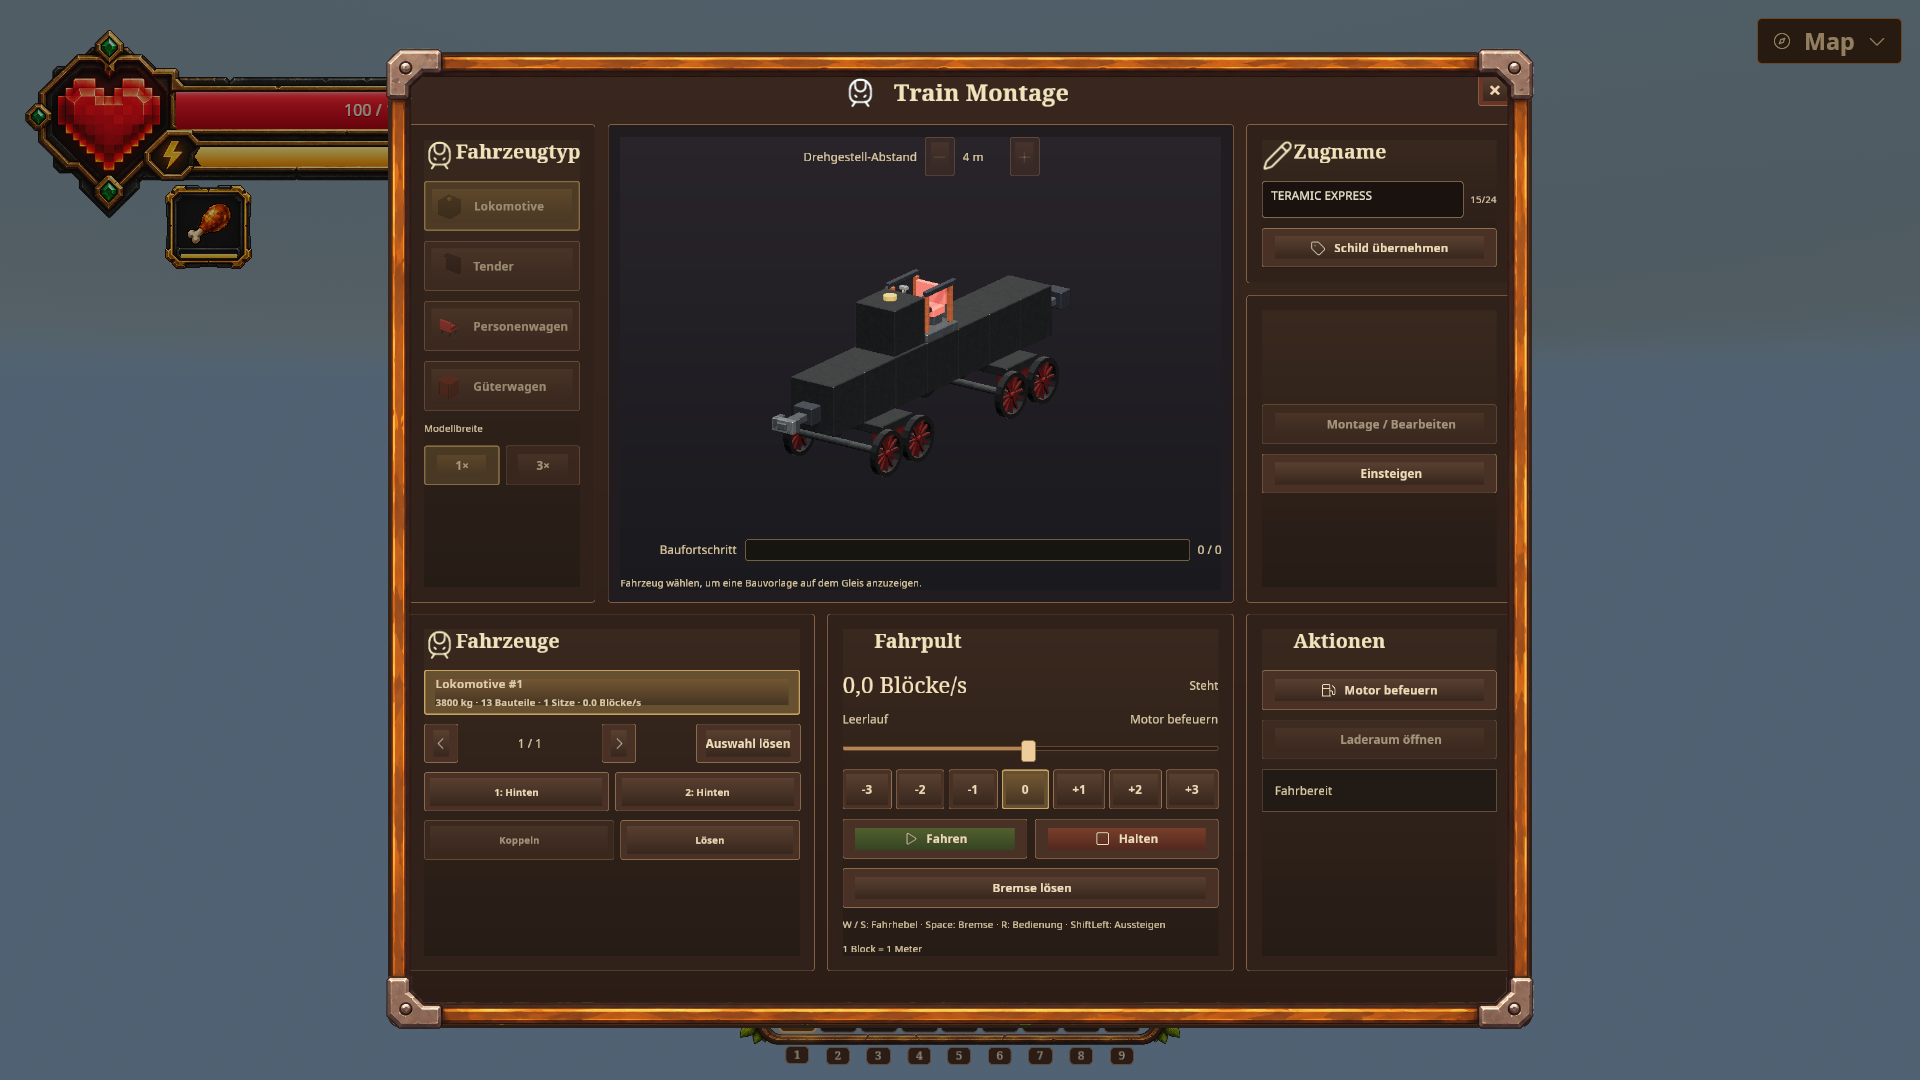 Map
100 /
Train Montage
Fahrzeugtyp
Lokomotive
Tender
Personenwagen
Güterwagen
Modellbreite
1×
3×
Drehgestell-Abstand
4 m
Baufortschritt
0 / 0
Fahrzeug wählen, um eine Bauvorlage auf dem Gleis anzuzeigen.
Zugname
TERAMIC EXPRESS
15/24
Schild übernehmen
Montage / Bearbeiten
Einsteigen
Fahrzeuge
Lokomotive #1
3800 kg · 13 Bauteile · 1 Sitze · 0.0 Blöcke/s
1 / 1
Auswahl lösen
1: Hinten
2: Hinten
Koppeln
Lösen
Fahrpult
0,0 Blöcke/s
Steht
Leerlauf
Motor befeuern
-3
-2
-1
0
+1
+2
+3
Fahren
Halten
Bremse lösen
W / S: Fahrhebel · Space: Bremse · R: Bedienung · ShiftLeft: Aussteigen
1 Block = 1 Meter
Aktionen
Motor befeuern
Laderaum öffnen
Fahrbereit
1
2
3
4
5
6
7
8
9